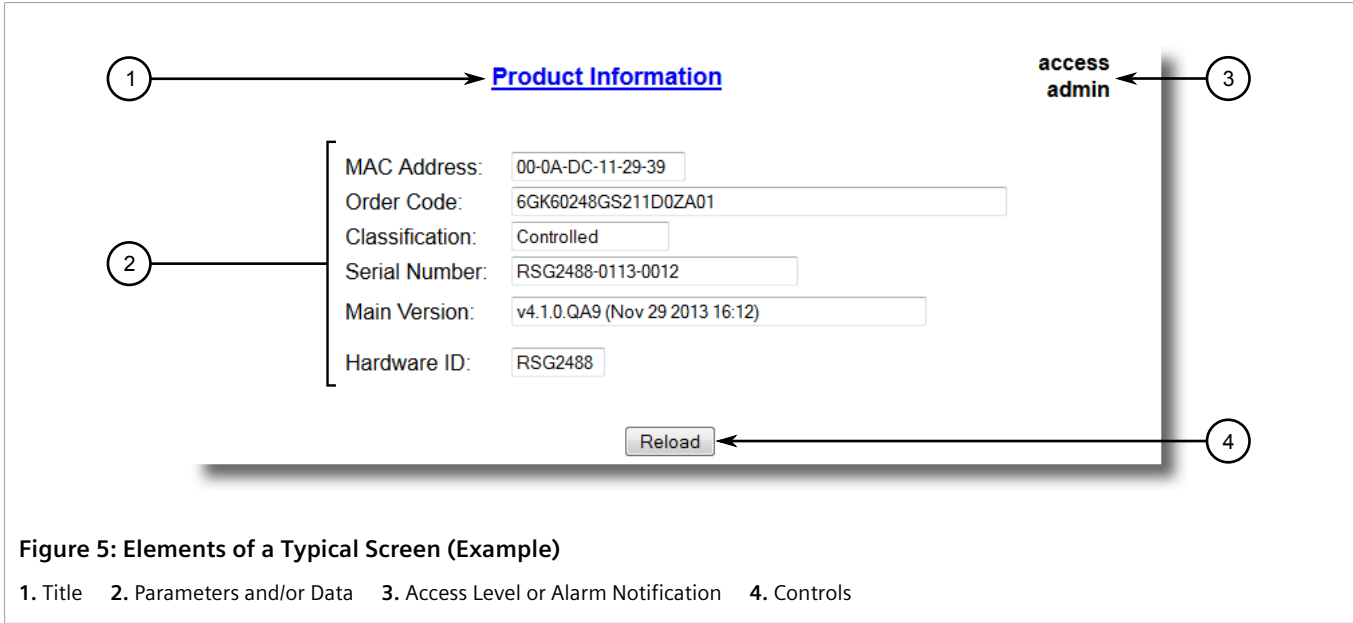 1
Product Information
access
admin
3
MAC Address: 00-0A-DC-11-29-39
Order Code: 6GK60248GS211D0ZA01
Classification: Controlled
2
Serial Number: RSG2488-0113-0012
Main Version: v4.1.0.QA9 (Nov 29 2013 16:12)
Hardware ID: RSG2488
Reload
4
Figure 5: Elements of a Typical Screen (Example)
1. Title 2. Parameters and/or Data 3. Access Level or Alarm Notification 4. Controls